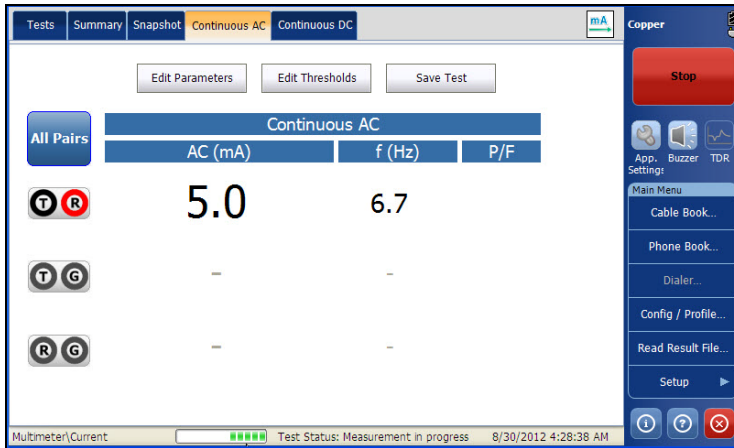 Tests Summary Snapshot Continuous AC Continuous DC mA
Edit Parameters Edit Thresholds Save Test
All Pairs
Continuous AC
AC (mA) f (Hz) P/F
T R 5.0 6.7
T G - -
R G - -
Multimeter\Current Test Status: Measurement in progress 8/30/2012 4:28:38 AM
Copper
Stop
App. Settings Buzzer TDR
Main Menu
Cable Book...
Phone Book...
Dialer...
Config / Profile...
Read Result File...
Setup
i ?